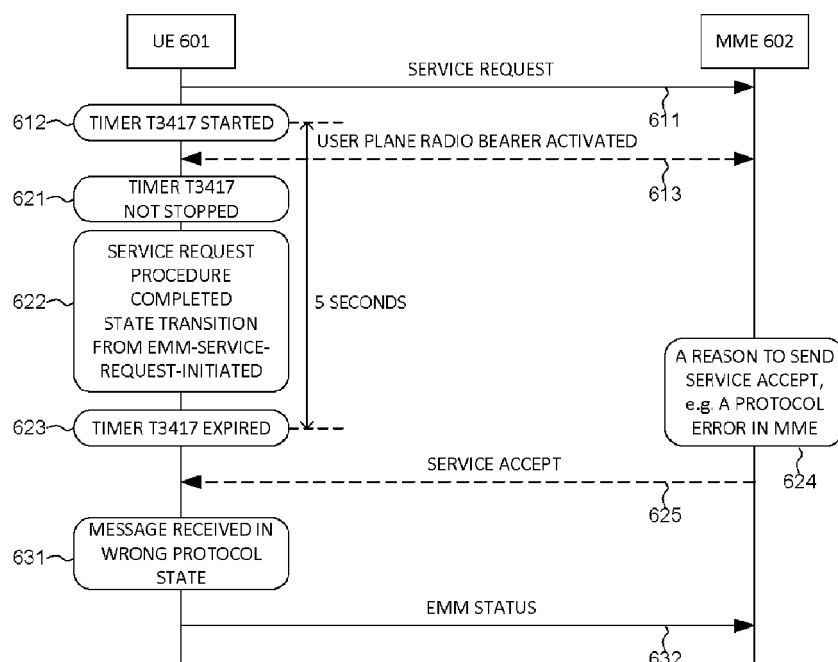 UE 601
MME 602
SERVICE REQUEST
611
612
TIMER T3417 STARTED
USER PLANE RADIO BEARER ACTIVATED
613
621
TIMER T3417
NOT STOPPED
622
SERVICE REQUEST
PROCEDURE
COMPLETED
STATE TRANSITION
FROM EMM-SERVICE-
REQUEST-INITIATED
5 SECONDS
A REASON TO SEND
SERVICE ACCEPT,
e.g. A PROTOCOL
ERROR IN MME
624
623
TIMER T3417 EXPIRED
SERVICE ACCEPT
625
631
MESSAGE RECEIVED IN
WRONG PROTOCOL
STATE
EMM STATUS
632